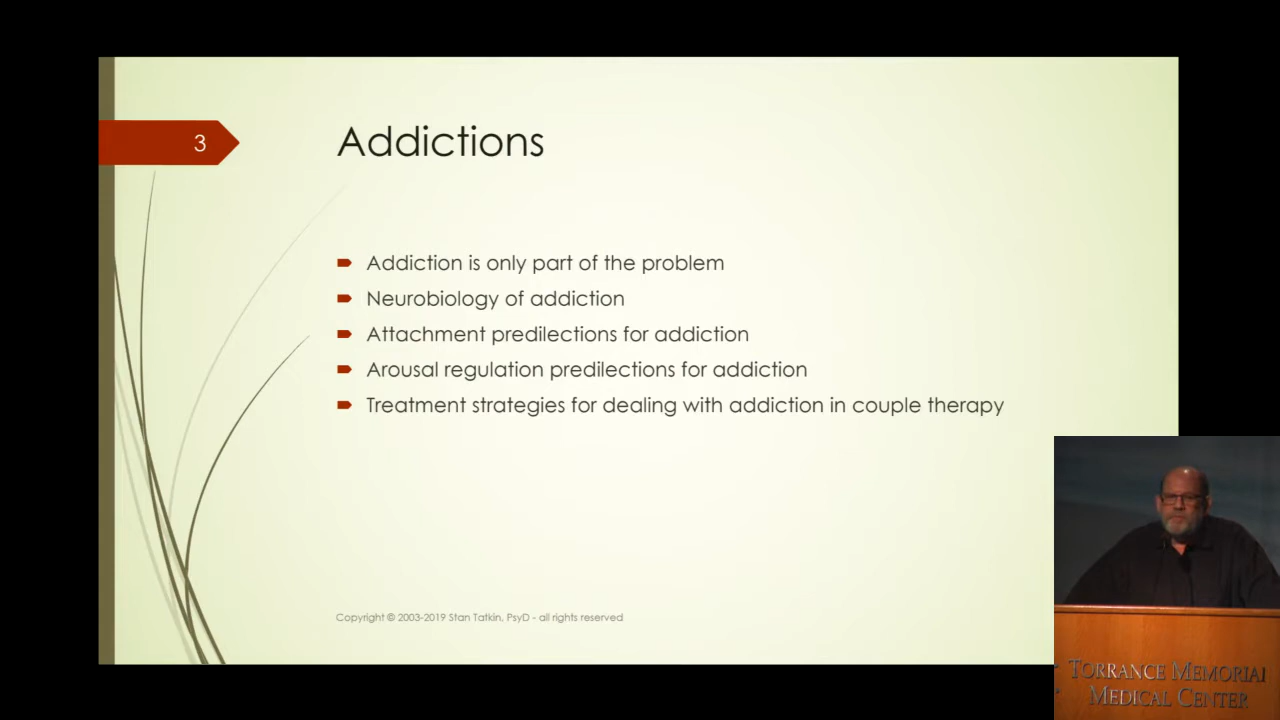 3
Addictions
Addiction is only part of the problem
Neurobiology of addiction
Attachment predilections for addiction
Arousal regulation predilections for addiction
Treatment strategies for dealing with addiction in couple therapy
Copyright © 2003-2019 Stan Tatkin, PsyD - all rights reserved
TORRANCE MEMORIAL
MEDICAL CENTER